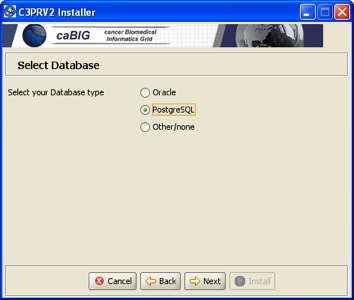 C3PRV2 Installer
caBIG
cancer Biomedical
Informatics Grid
Select Database
Select your Database type
Oracle
PostgreSQL
Other/none
Cancel
Back
Next
Install